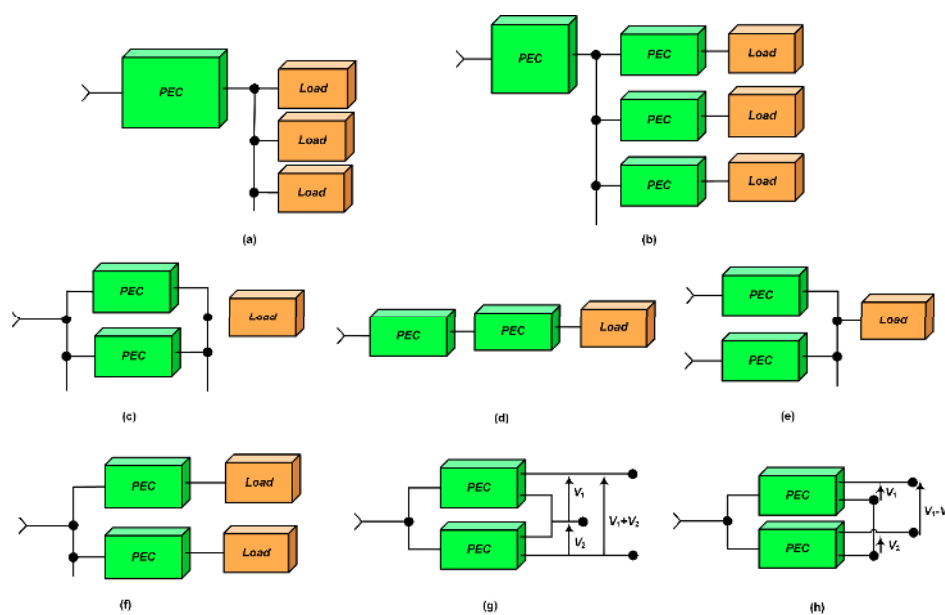 PEC
Load
Load
Load
(a)
PEC
PEC
Load
PEC
Load
PEC
Load
(b)
PEC
PEC
Load
(c)
PEC
PEC
Load
(d)
PEC
PEC
Load
(e)
PEC
Load
PEC
Load
(f)
PEC
PEC
V1
V2
V1+V2
(g)
PEC
PEC
V1
V2
V1-V
(h)